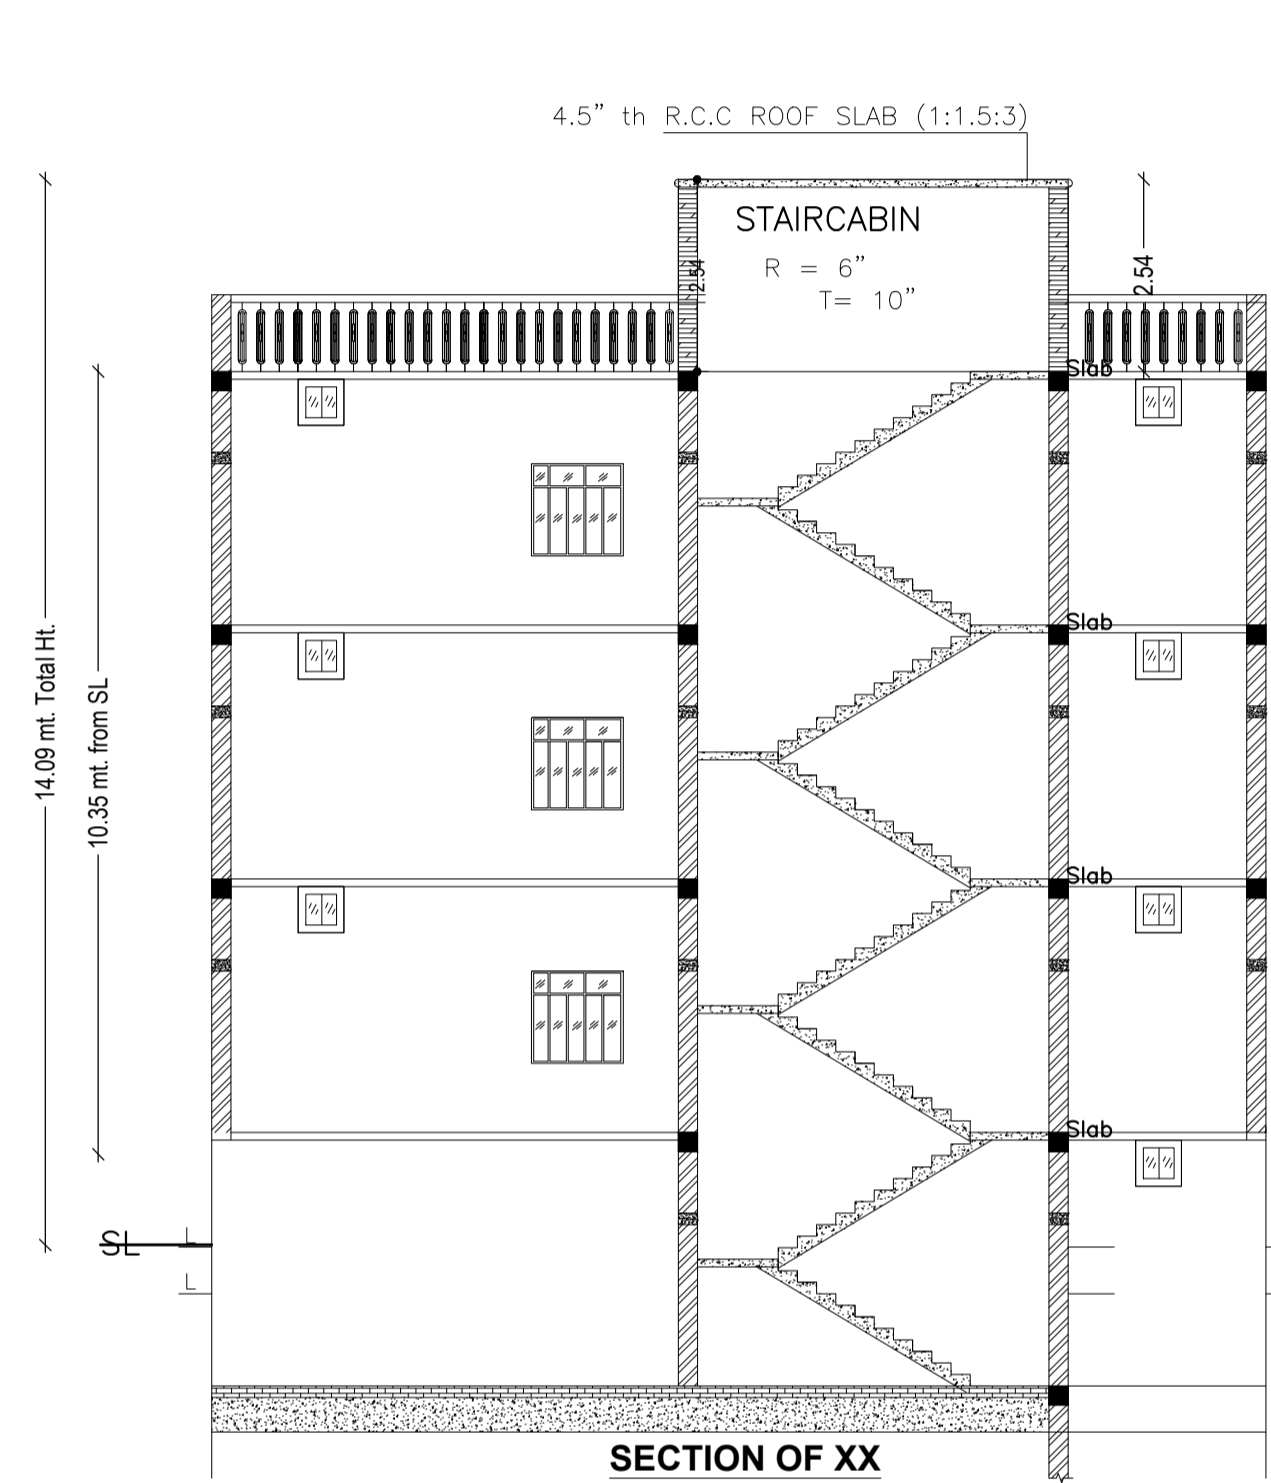 4.5” th R.C.C ROOF SLAB (1:1.5:3)
STAIRCABIN
R = 6”
T= 10”
2.54
2.54
Slab
Slab
14.09 mt. Total Ht.
10.35 mt. from SL
Slab
Slab
SL
L
L
SECTION OF XX